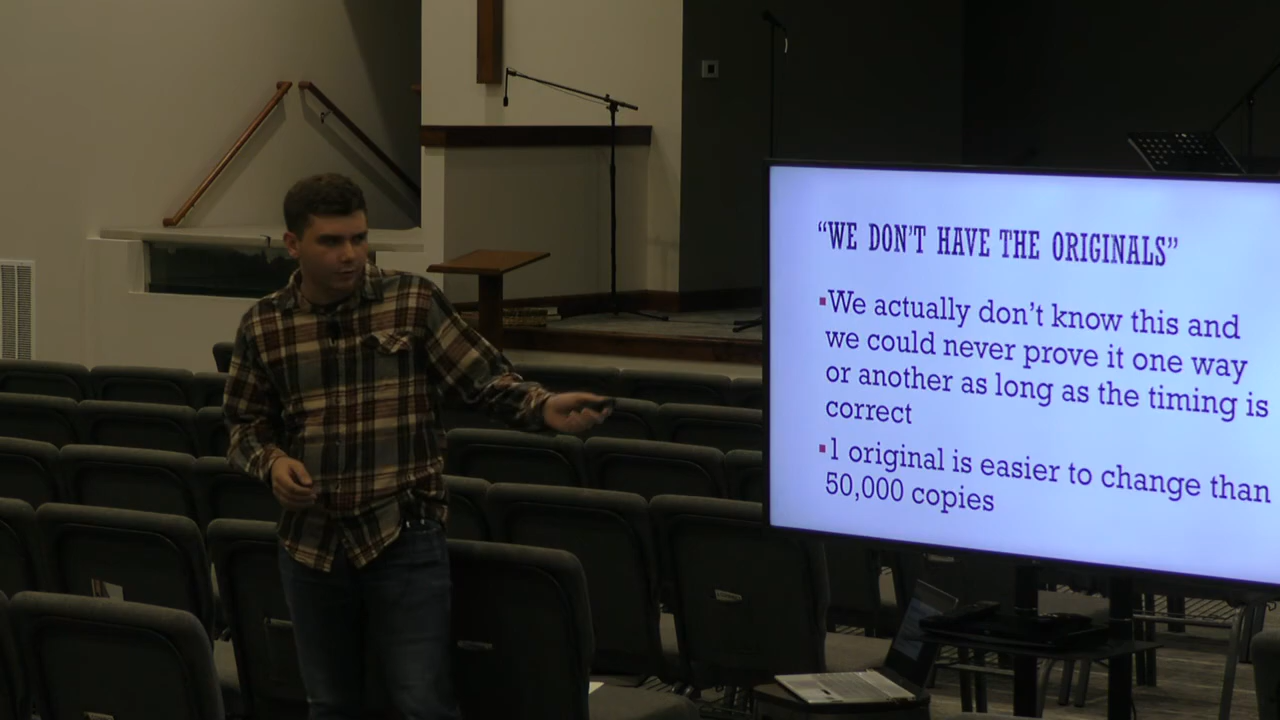 “WE DON’T HAVE THE ORIGINALS”
▪We actually don’t know this and
we could never prove it one way
or another as long as the timing is
correct
▪1 original is easier to change than
50,000 copies